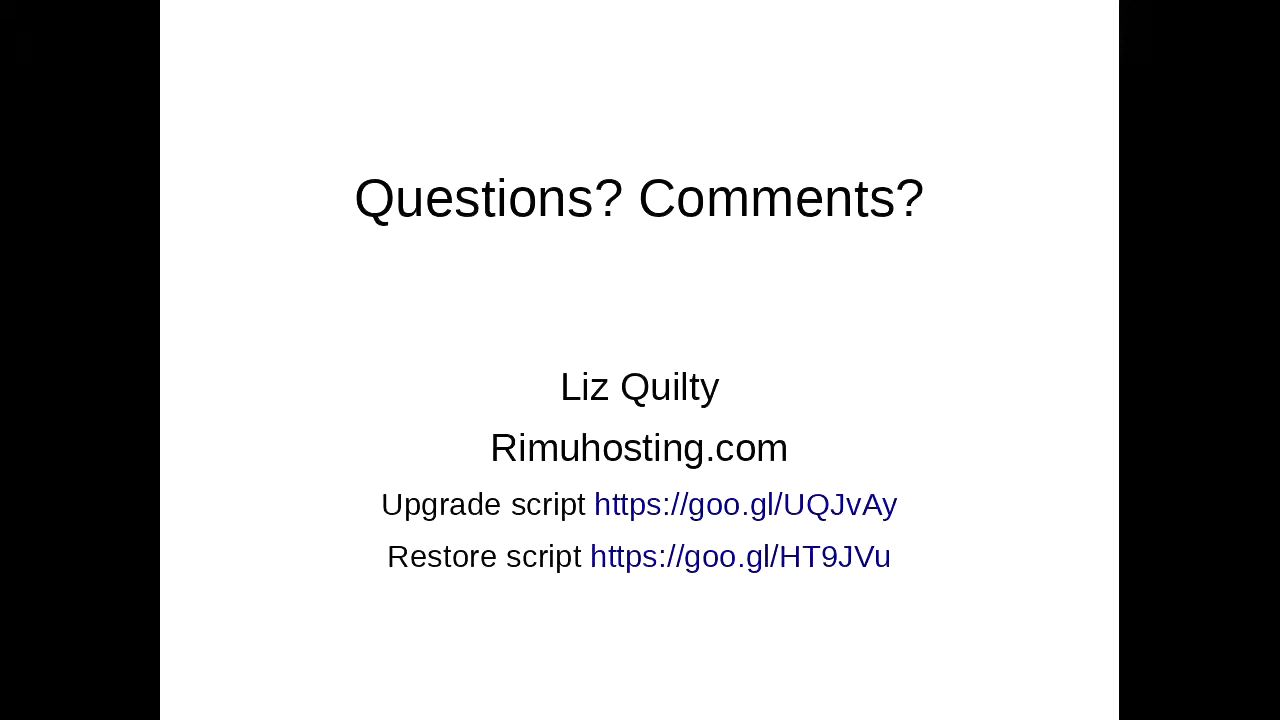 Questions? Comments?
Liz Quilty
Rimuhosting.com
Upgrade script https://goo.gl/UQJvAy
Restore script https://goo.gl/HT9JVu